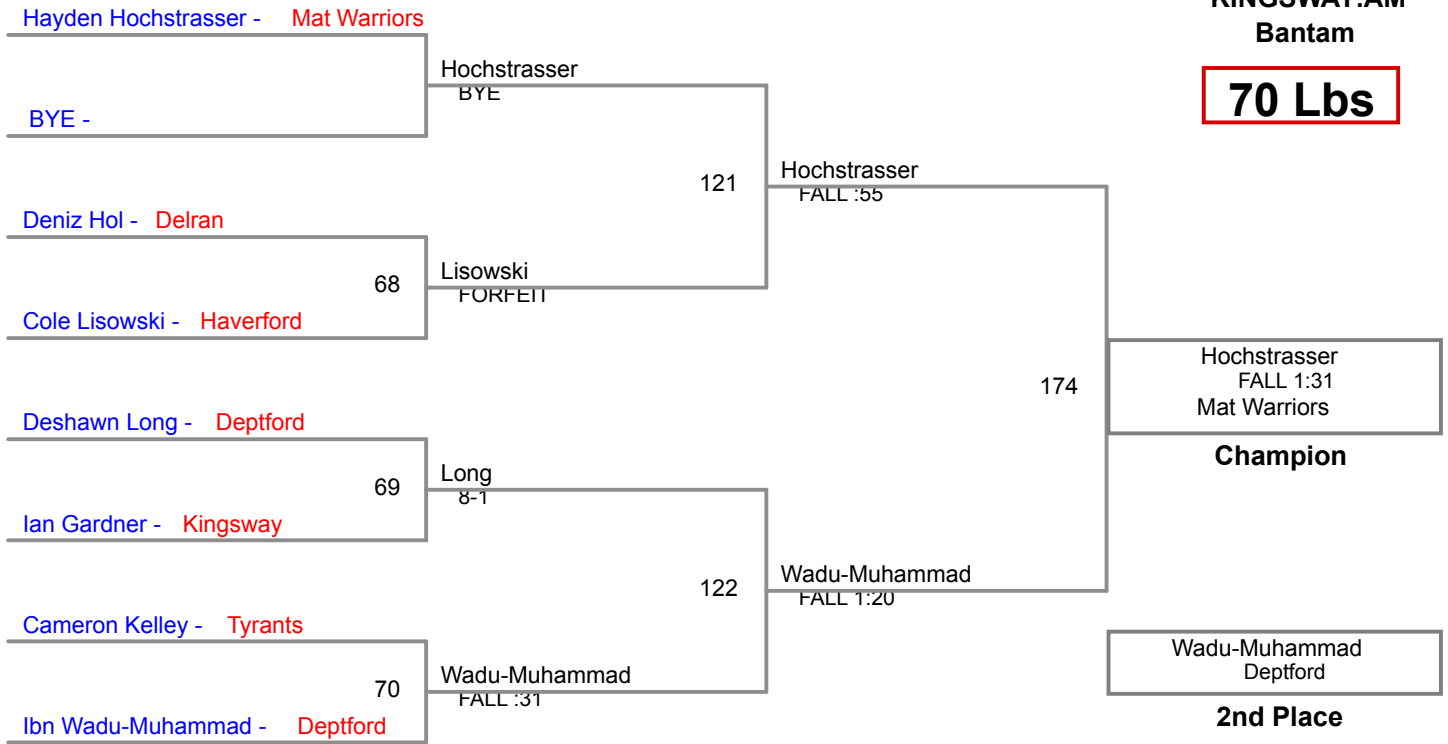 KINGSWAY.AM
Bantam
70 Lbs
Hayden Hochstrasser - Mat Warriors
Hochstrasser
BYE
BYE -
121
Hochstrasser
FALL :55
Deniz Hol - Delran
68
Lisowski
FORFEIT
Cole Lisowski - Haverford
174
Hochstrasser
FALL 1:31
Mat Warriors
Champion
Deshawn Long - Deptford
69
Long
8-1
Ian Gardner - Kingsway
122
Wadu-Muhammad
FALL 1:20
Cameron Kelley - Tyrants
70
Wadu-Muhammad
FALL :31
Ibn Wadu-Muhammad - Deptford
Wadu-Muhammad
Deptford
2nd Place